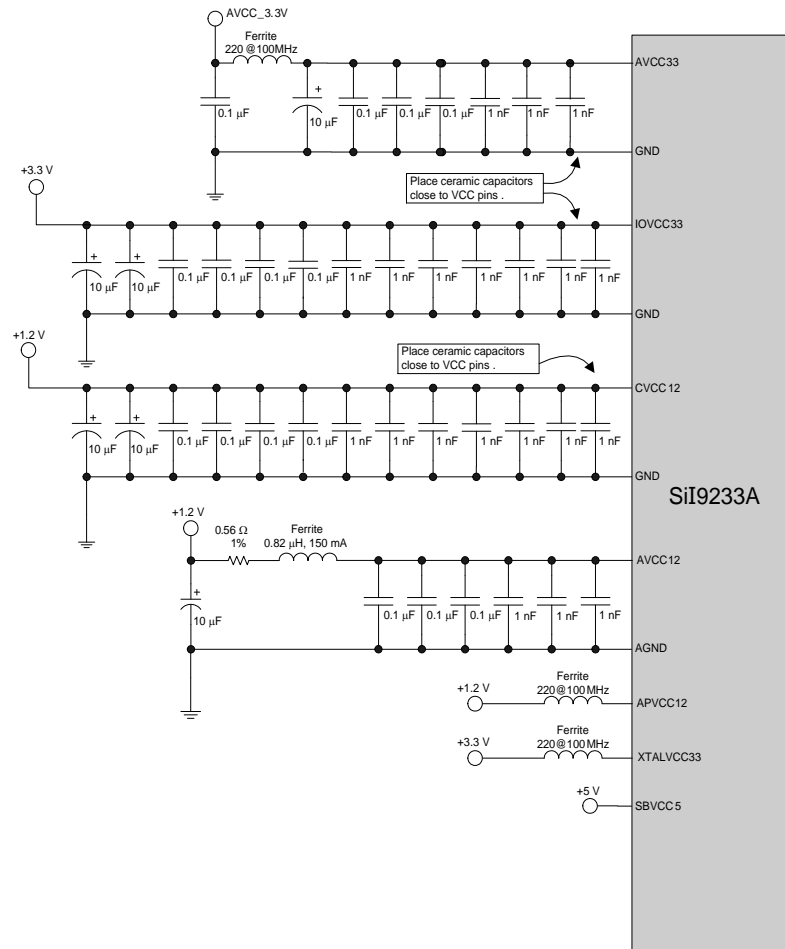 AVCC_3.3V
Ferrite
220 @100MHz
AVCC33
+
0.1 µF
10 µF
0.1 µF
0.1 µF
0.1 µF
1 nF
1 nF
1 nF
GND
Place ceramic capacitors
close to VCC pins .
+3.3 V
IOVCC33
+
+
10 µF
10 µF
0.1 µF
0.1 µF
0.1 µF
0.1 µF
1 nF
1 nF
1 nF
1 nF
1 nF
1 nF
1 nF
GND
+1.2 V
Place ceramic capacitors
close to VCC pins .
CVCC12
+
+
10 µF
10 µF
0.1 µF
0.1 µF
0.1 µF
0.1 µF
1 nF
1 nF
1 nF
1 nF
1 nF
1 nF
1 nF
GND
SiI9233A
+1.2 V
0.56 Ω
1%
Ferrite
0.82 µH, 150 mA
AVCC12
+
10 µF
0.1 µF
0.1 µF
0.1 µF
1 nF
1 nF
1 nF
AGND
Ferrite
220@100MHz
+1.2 V
APVCC12
Ferrite
220@100MHz
+3.3 V
XTALVCC33
+5 V
SBVCC5